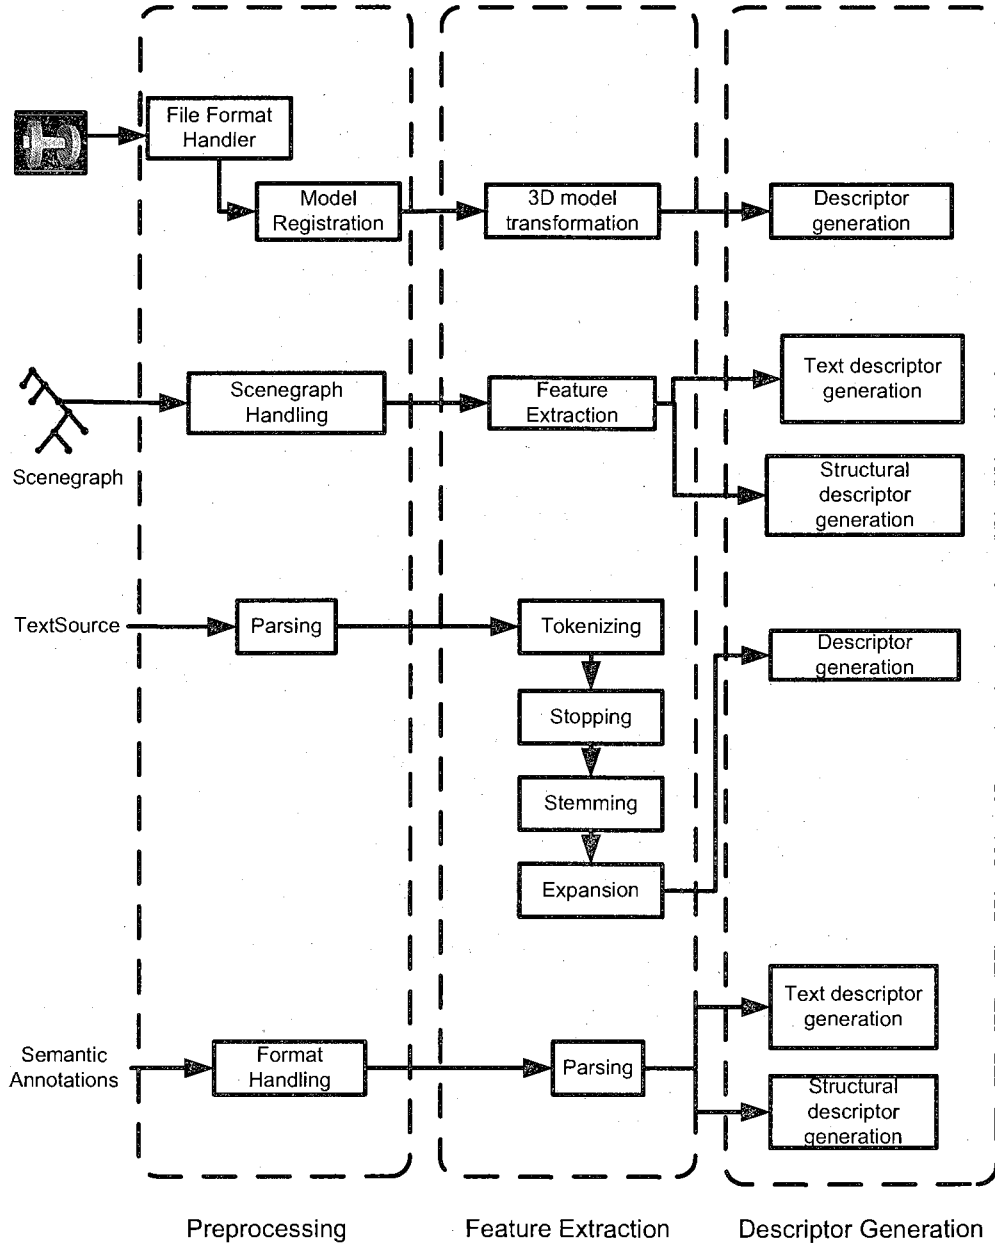 File Format
Handler
Model
Registration
3D model
transformation
Descriptor
generation
Scenegraph
Scenegraph
Handling
Feature
Extraction
Text descriptor
generation
Structural
descriptor
generation
TextSource
Parsing
Tokenizing
Stopping
Stemming
Expansion
Descriptor
generation
Semantic
Annotations
Format
Handling
Parsing
Text descriptor
generation
Structural
descriptor
generation
Preprocessing
Feature Extraction
Descriptor Generation